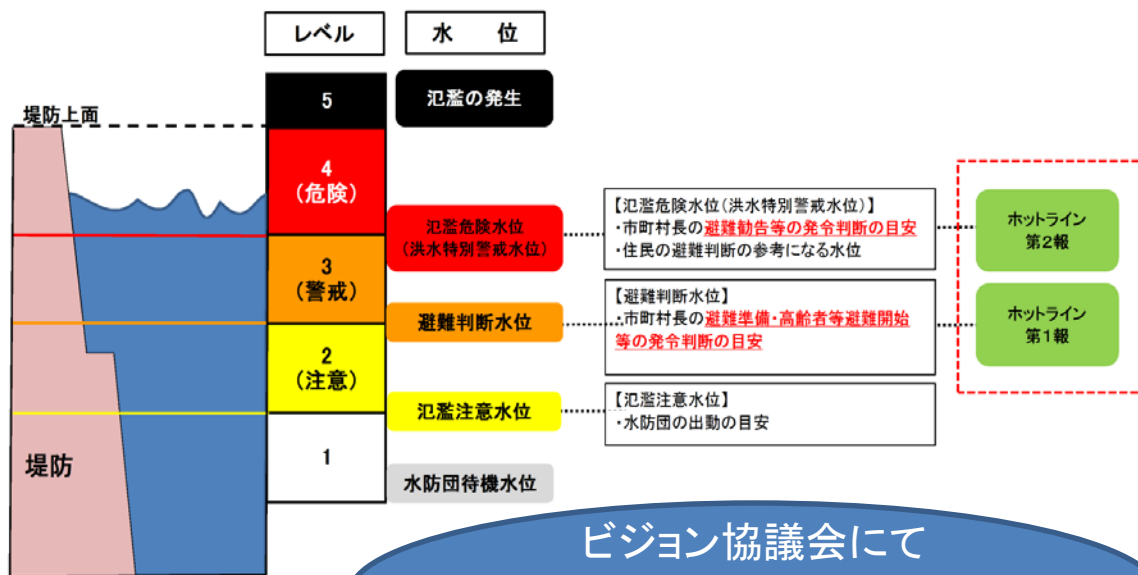 レベル
水 位
堤防上面
5
氾濫の発生
4
(危険)
氾濫危険水位
(洪水特別警戒水位)
【氾濫危険水位(洪水特別警戒水位)】
・市町村長の避難勧告等の発令判断の目安
・住民の避難判断の参考になる水位
ホットライン
第2報
3
(警戒)
避難判断水位
【避難判断水位】
・市町村長の避難準備・高齢者等避難開始
等の発令判断の目安
ホットライン
第1報
2
(注意)
氾濫注意水位
【氾濫注意水位】
・水防団の出動の目安
堤防
1
水防団待機水位
ビジョン協議会にて